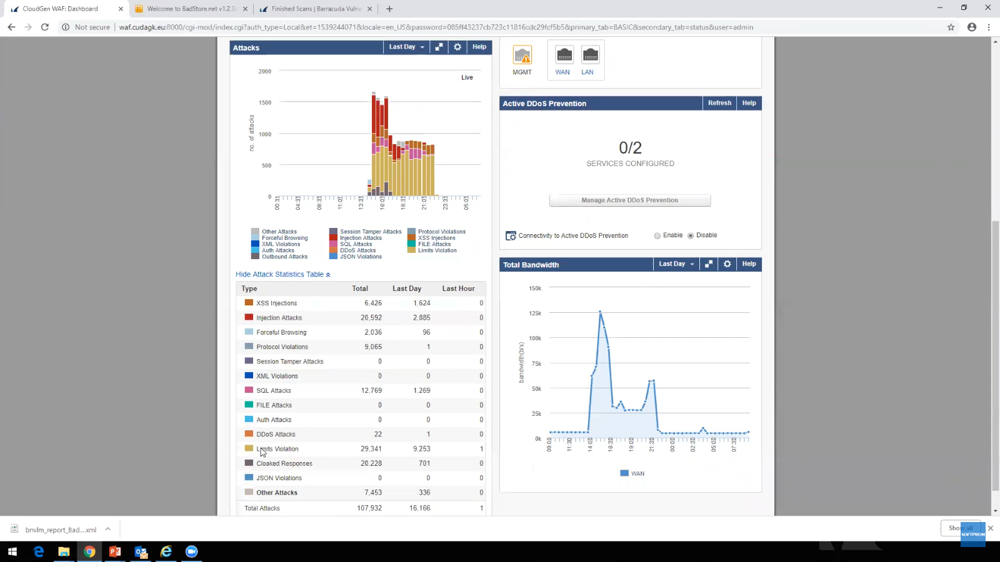 CloudGen WAF: Dashboard
Welcome to BadStore.net v1.2.3
Finished Scans | Barracuda Vulne
Not secure
waf.cudagk.eu:8000/cgi-mod/index.cgi?auth_type=Local&et=1539244071&locale=en_US&password=085ff43237cb723c11816cdc29fcf5b5&primary_tab=BASIC&secondary_tab=status&user=admin
Attacks
Last Day
Help
2000
1500
1000
500
0
no. of attacks
Live
00:31
04:31
08:31
11:01
13:31
16:01
18:31
21:01
23:31
05:01
Other Attacks
Session Tamper Attacks
Protocol Violations
Forceful Browsing
Injection Attacks
XSS Injections
XML Violations
SQL Attacks
FILE Attacks
Auth Attacks
DDoS Attacks
Limits Violation
Outbound Attacks
JSON Violations
Hide Attack Statistics Table
Type Total Last Day Last Hour
XSS Injections 6,426 1,624 0
Injection Attacks 20,592 2,885 0
Forceful Browsing 2,036 96 0
Protocol Violations 9,065 1 0
Session Tamper Attacks 0 0 0
XML Violations 0 0 0
SQL Attacks 12,769 1,269 0
FILE Attacks 0 0 0
Auth Attacks 0 0 0
DDoS Attacks 22 1 0
Limits Violation 29,341 9,253 1
Cloaked Responses 20,228 701 0
JSON Violations 0 0 0
Other Attacks 7,453 336 0
Total Attacks 107,932 16,166 1
MGMT
WAN
LAN
Active DDoS Prevention
Refresh
Help
0/2
SERVICES CONFIGURED
Manage Active DDoS Prevention
Connectivity to Active DDoS Prevention
Enable
Disable
Total Bandwidth
Last Day
Help
150k
125k
100k
75k
50k
25k
0k
bandwidth(b/s)
09:00
11:30
14:00
16:30
19:00
21:30
00:00
02:30
05:00
07:30
WAN
bnvlm_report_Bad....xml
Show all
SOFTPROM